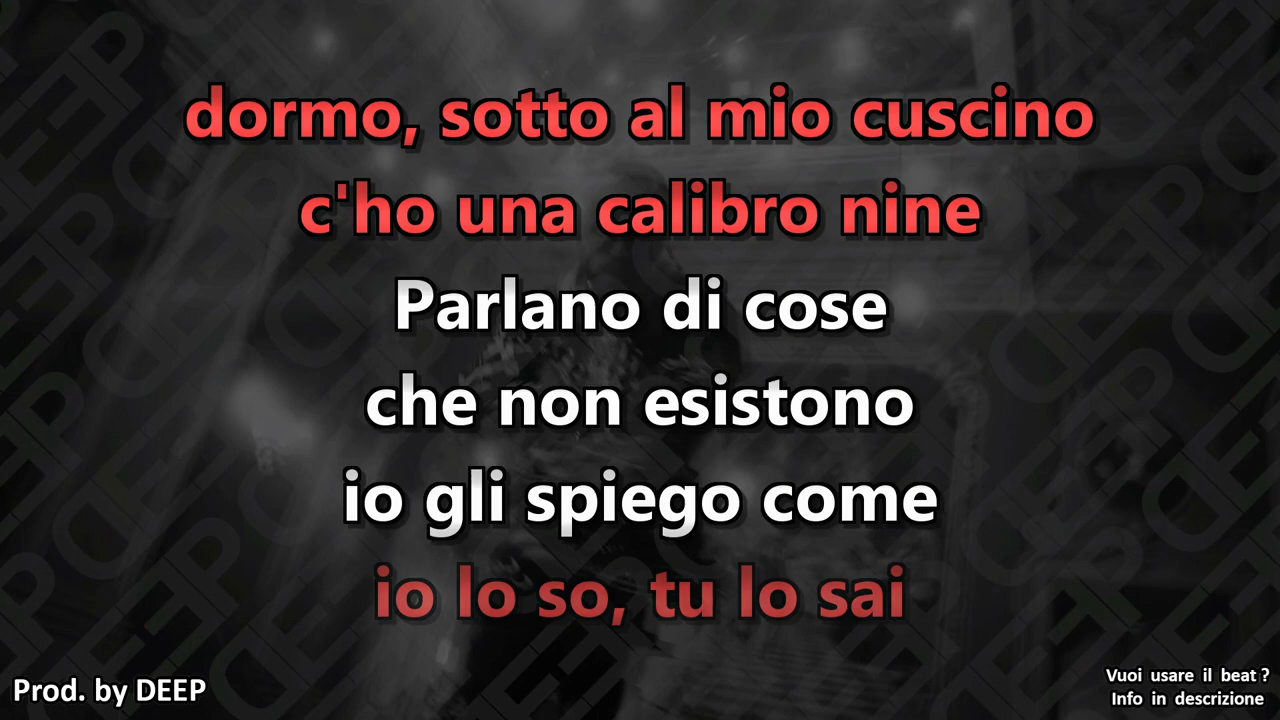 dormo, sotto al mio cuscino
c'ho una calibro nine
Parlano di cose
che non esistono
io gli spiego come
io lo so, tu lo sai
Prod. by DEEP
Vuoi usare il beat ?
Info in descrizione
DEEP